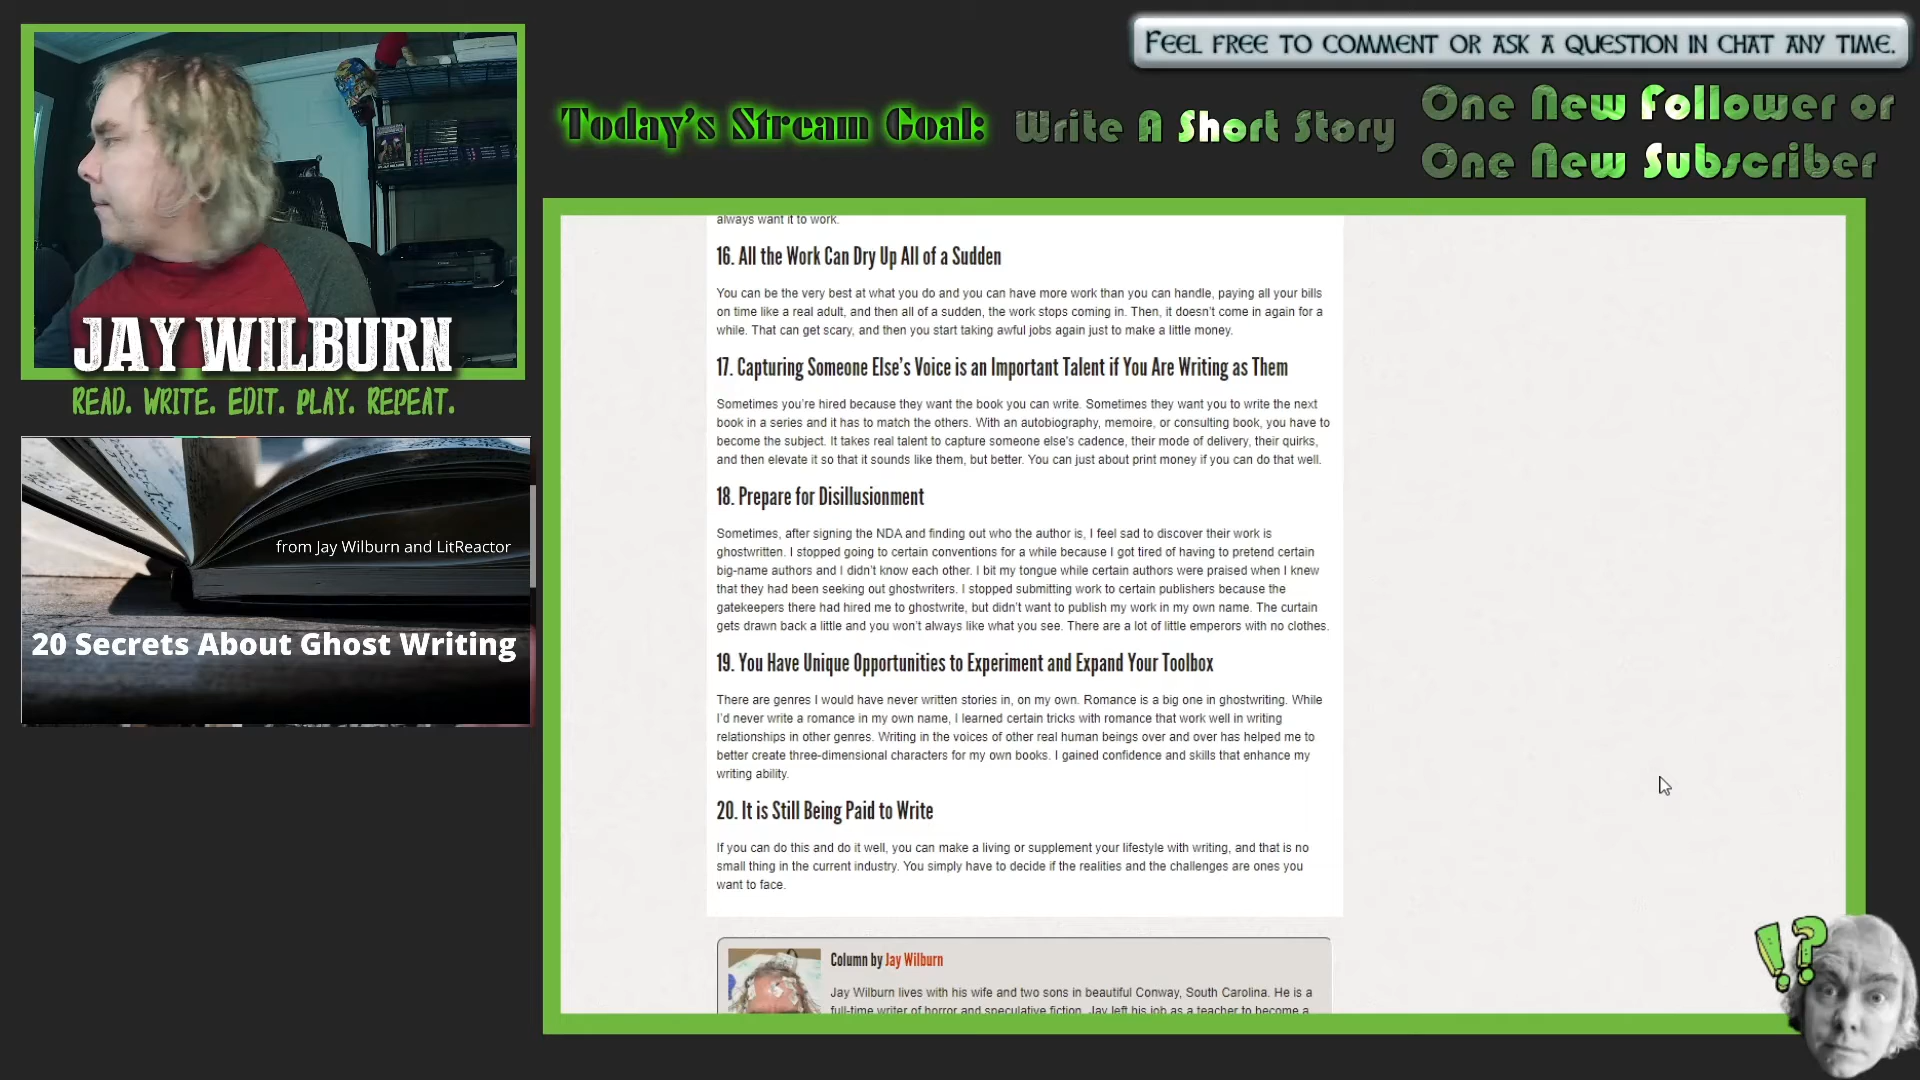 FEEL FREE TO COMMENT OR ASK A QUESTION IN CHAT ANY TIME.
Today's Stream Goal:
Write A Short Story
One New Follower or
One New Subscriber
JAY WILBURN
READ. WRITE. EDIT. PLAY. REPEAT.
from Jay Wilburn and LitReactor
20 Secrets About Ghost Writing
always want it to work.
16. All the Work Can Dry Up All of a Sudden
You can be the very best at what you do and you can have more work than you can handle, paying all your bills
on time like a real adult, and then all of a sudden, the work stops coming in. Then, it doesn't come in again for a
while. That can get scary, and then you start taking awful jobs again just to make a little money.
17. Capturing Someone Else's Voice is an Important Talent if You Are Writing as Them
Sometimes you're hired because they want the book you can write. Sometimes they want you to write the next
book in a series and it has to match the others. With an autobiography, memoire, or consulting book, you have to
become the subject. It takes real talent to capture someone else's cadence, their mode of delivery, their quirks,
and then elevate it so that it sounds like them, but better. You can just about print money if you can do that well.
18. Prepare for Disillusionment
Sometimes, after signing the NDA and finding out who the author is, I feel sad to discover their work is
ghostwritten. I stopped going to certain conventions for a while because I got tired of having to pretend certain
big-name authors and I didn't know each other. I bit my tongue while certain authors were praised when I knew
that they had been seeking out ghostwriters. I stopped submitting work to certain publishers because the
gatekeepers there had hired me to ghostwrite, but didn't want to publish my work in my own name. The curtain
gets drawn back a little and you won't always like what you see. There are a lot of little emperors with no clothes.
19. You Have Unique Opportunities to Experiment and Expand Your Toolbox
There are genres I would have never written stories in, on my own. Romance is a big one in ghostwriting. While
I'd never write a romance in my own name, I learned certain tricks with romance that work well in writing
relationships in other genres. Writing in the voices of other real human beings over and over has helped me to
better create three-dimensional characters for my own books. I gained confidence and skills that enhance my
writing ability.
20. It is Still Being Paid to Write
If you can do this and do it well, you can make a living or supplement your lifestyle with writing, and that is no
small thing in the current industry. You simply have to decide if the realities and the challenges are ones you
want to face.
Column by Jay Wilburn
Jay Wilburn lives with his wife and two sons in beautiful Conway, South Carolina. He is a
full-time writer of horror and speculative fiction. Jay left his job as a teacher to become a
!?